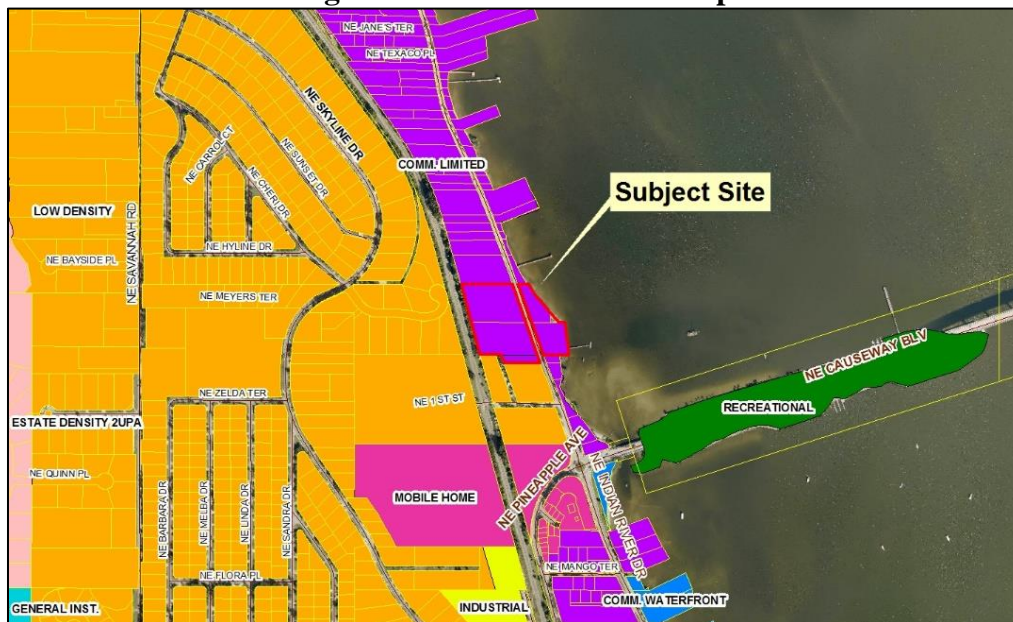 NE JANE'S TER
NE TEXACO PL
NE SKYLINE DR
NE SUNSET DR
NE CARROL CT
NE CHERI DR
COMM. LIMITED
Subject Site
LOW DENSITY
NE SAVANNAH RD
NE HYLINE DR
NE BAYSIDE PL
NE MEYERS TER
NE CAUSEWAY BLV
NE ZELDA TER
NE 1 ST ST
RECREATIONAL
ESTATE DENSITY 2UPA
NE QUINN PL
NE BARBARA DR
NE MELBA DR
NE LINDA DR
NE SANDRA DR
MOBILE HOME
NE PINEAPPLE AVE
NE INDIAN RIVER DR
NE MANGO TER
NE FLORA PL
GENERAL INST.
INDUSTRIAL
COMM. WATERFRONT